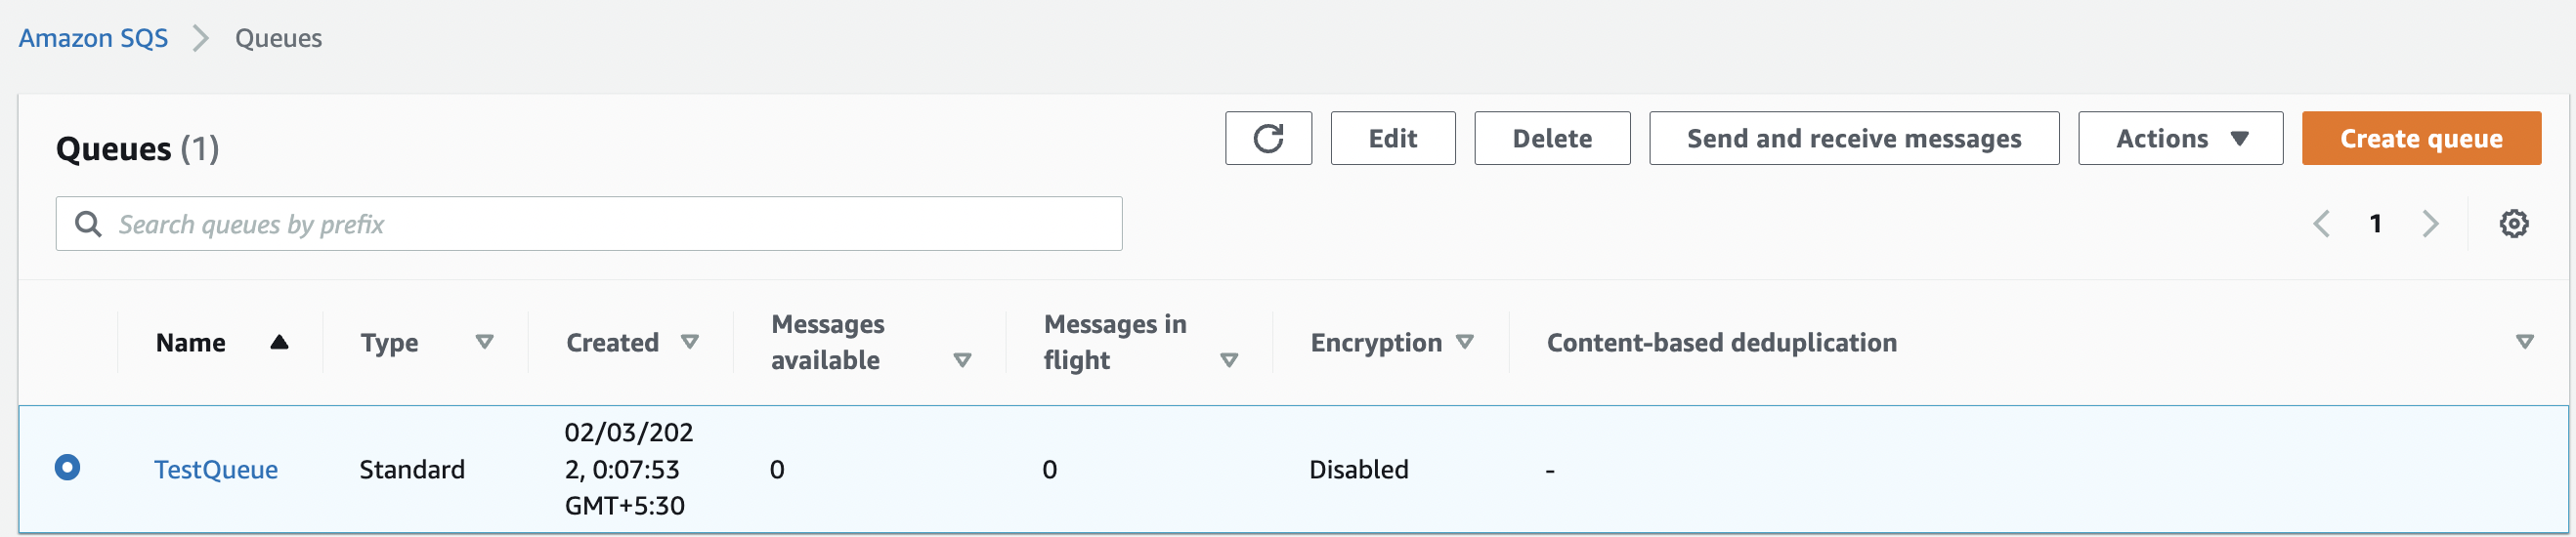 Amazon SQS > Queues
Queues (1)
Edit
Delete
Send and receive messages
Actions
Create queue
Search queues by prefix
1
Name
Type
Created
Messages
available
Messages in
flight
Encryption
Content-based deduplication
TestQueue
Standard
02/03/202
2, 0:07:53
GMT+5:30
0
0
Disabled
-